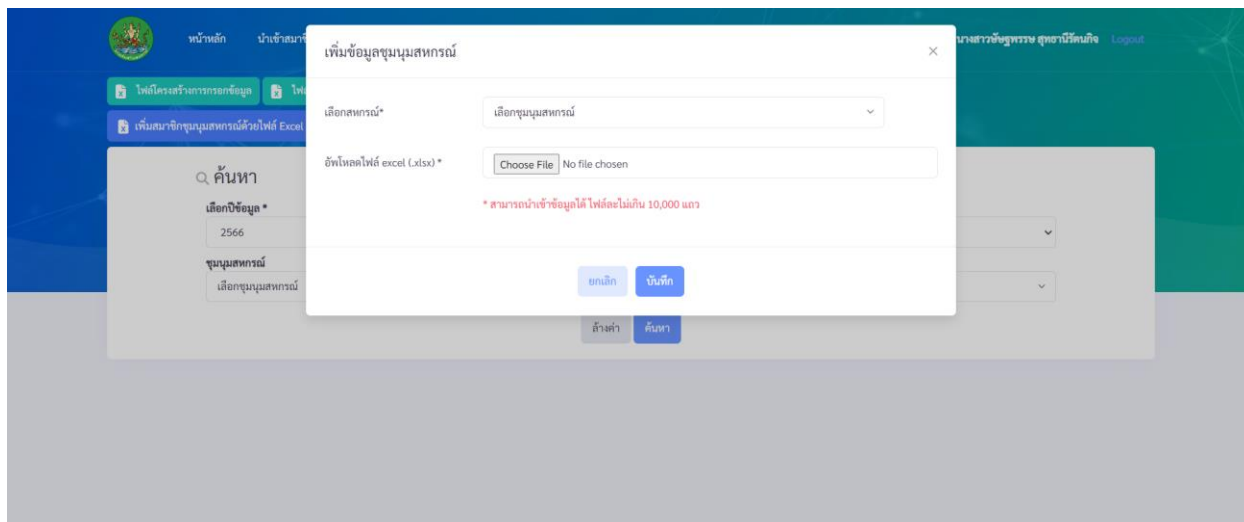 หน้าหลัก นำเข้าสมาชิ
นางสาวษัษฐพรรษ สุทธานีรัตนกิจ Logout
เพิ่มข้อมูลชุมนุมสหกรณ์ ×
ไฟล์โครงสร้างการกรอกข้อมูล ไฟล
เพิ่มสมาชิกชุมนุมสหกรณ์ด้วยไฟล์ Excel
เลือกสหกรณ์* เลือกชุมนุมสหกรณ์
อัพโหลดไฟล์ excel (.xlsx) * Choose File No file chosen
* สามารถนำเข้าข้อมูลได้ ไฟล์ละไม่เกิน 10,000 แถว
ยกเลิก บันทึก
ค้นหา
เลือกปีข้อมูล *
2566
ชุมนุมสหกรณ์
เลือกชุมนุมสหกรณ์
ล้างค่า ค้นหา